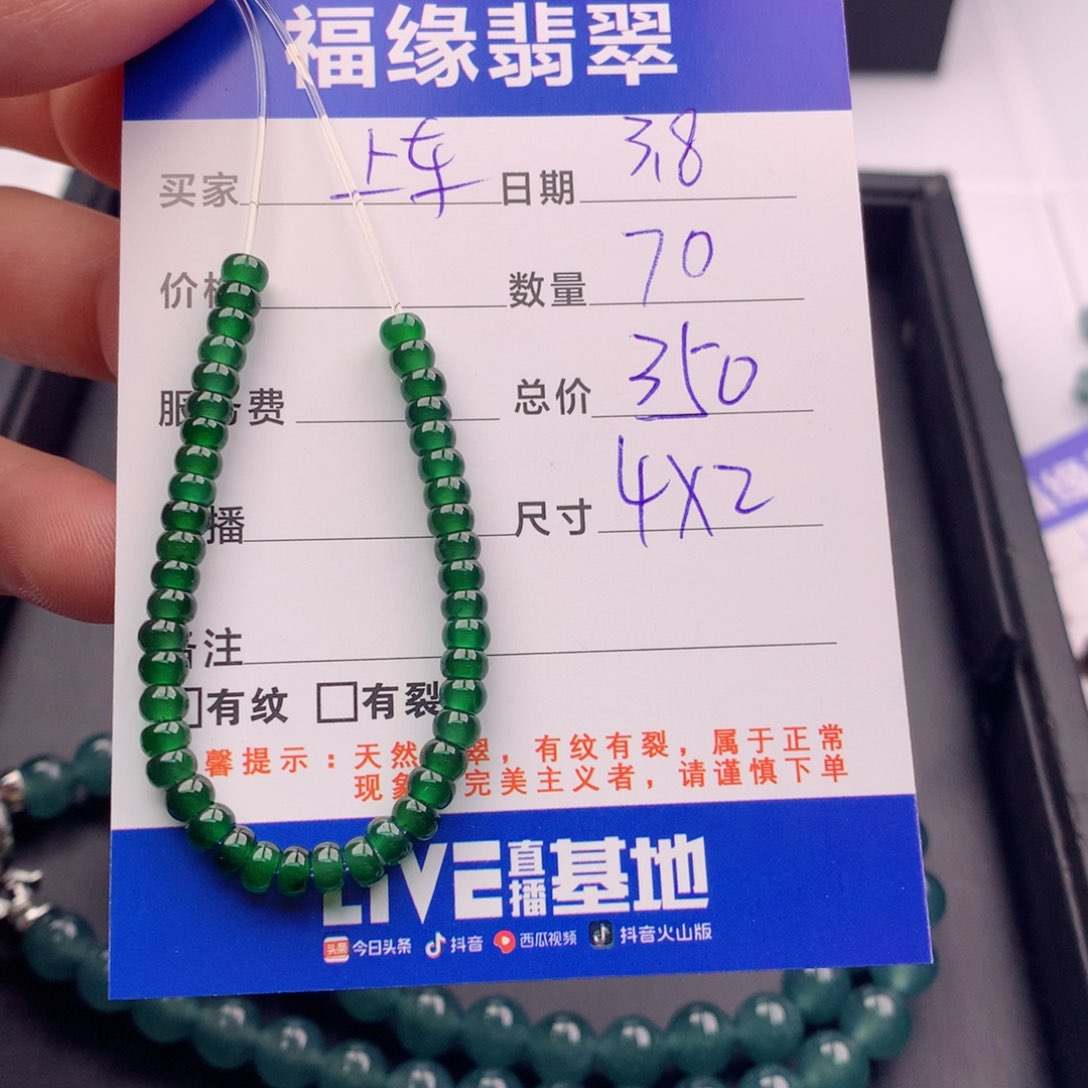 福缘翡翠
买家 上车 日期 3.8
价格 数量 70
服务费 总价 350
播 尺寸 4X2
备注
有纹 有裂
馨提示：天然翡翠，有纹有裂，属于正常
现象，完美主义者，请谨慎下单
LIVE直播基地
头条 今日头条 抖音 西瓜视频 抖音火山版